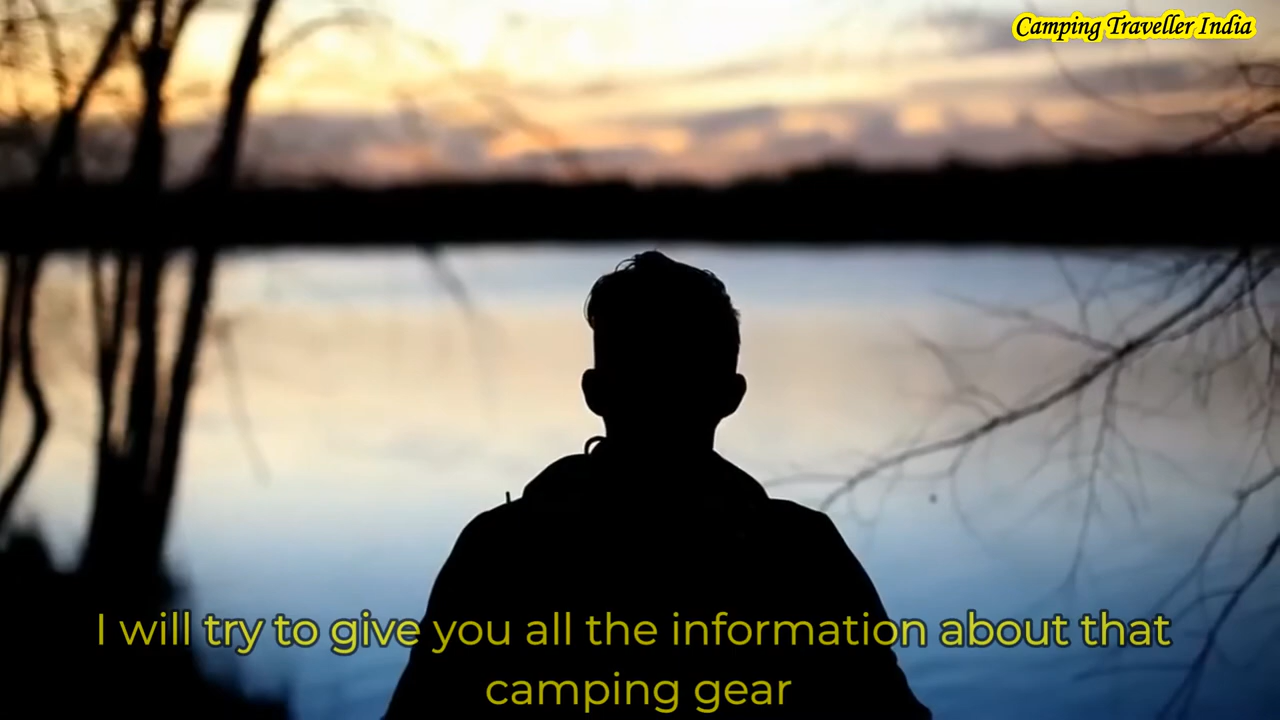 Camping Traveller India
I will try to give you all the information about that
camping gear